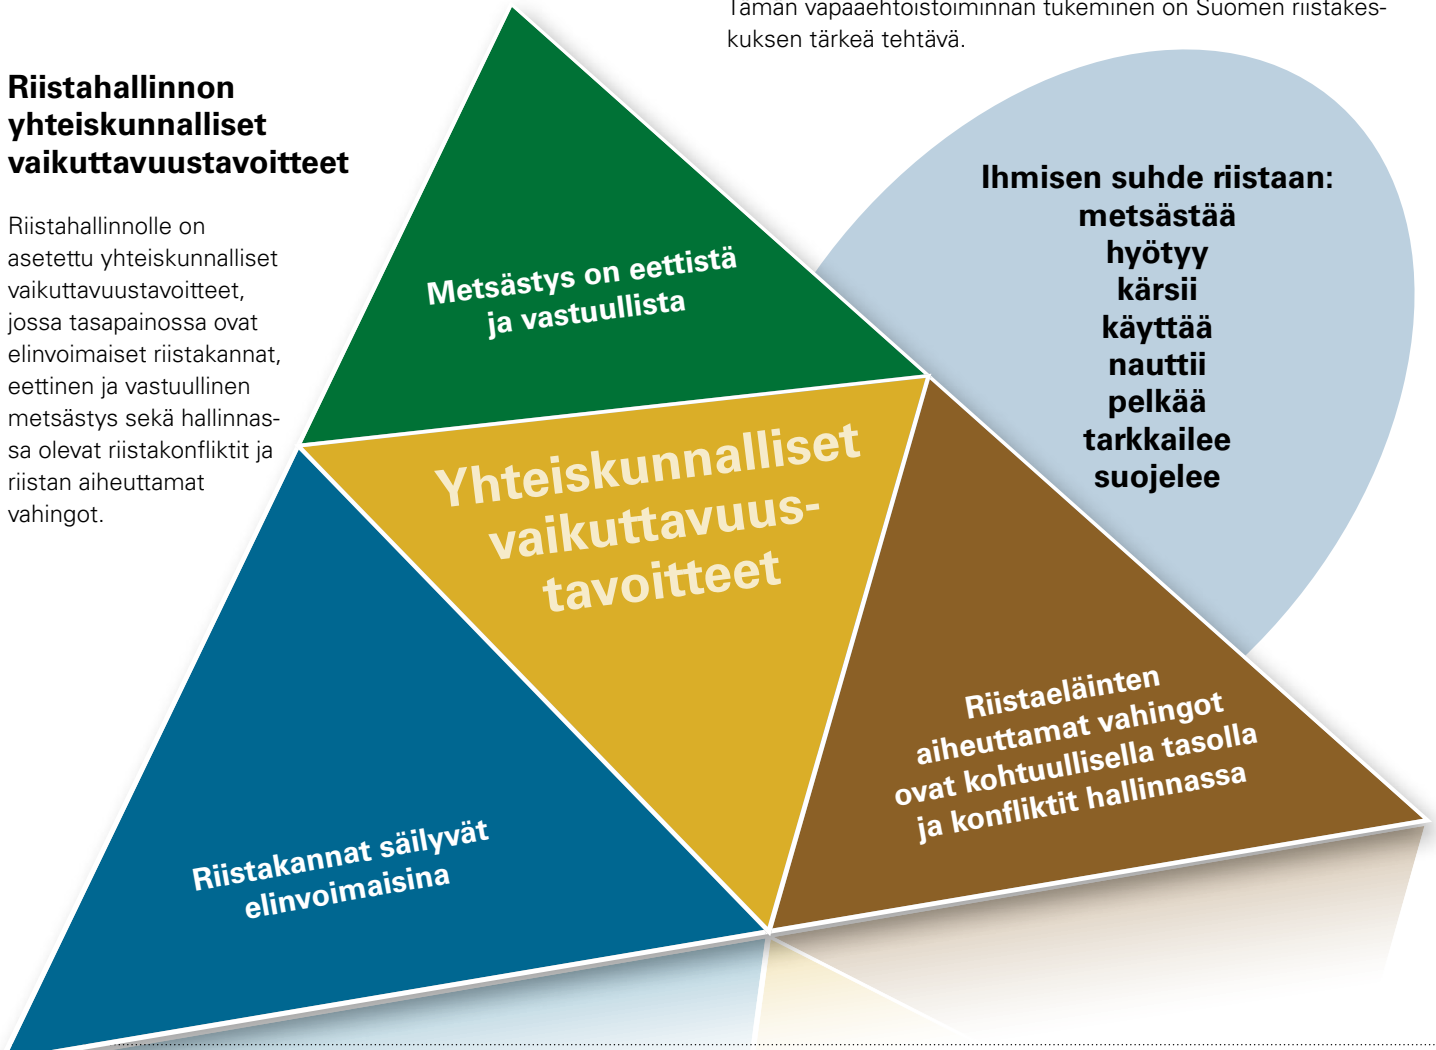 Tämän vapaaehtoistoiminnan tukeminen on Suomen riistakes-
kuksen tärkeä tehtävä.
Riistahallinnon
yhteiskunnalliset
vaikuttavuustavoitteet
Riistahallinnolle on
asetettu yhteiskunnalliset
vaikuttavuustavoitteet,
jossa tasapainossa ovat
elinvoimaiset riistakannat,
eettinen ja vastuullinen
metsästys sekä hallinnas-
sa olevat riistakonfliktit ja
riistan aiheuttamat
vahingot.
Metsästys on eettistä
ja vastuullista
Ihmisen suhde riistaan:
metsästää
hyötyy
kärsii
käyttää
nauttii
pelkää
tarkkailee
suojelee
Yhteiskunnalliset
vaikuttavuus-
tavoitteet
Riistaeläinten
aiheuttamat vahingot
ovat kohtuullisella tasolla
ja konfliktit hallinnassa
Riistakannat säilyvät
elinvoimaisina